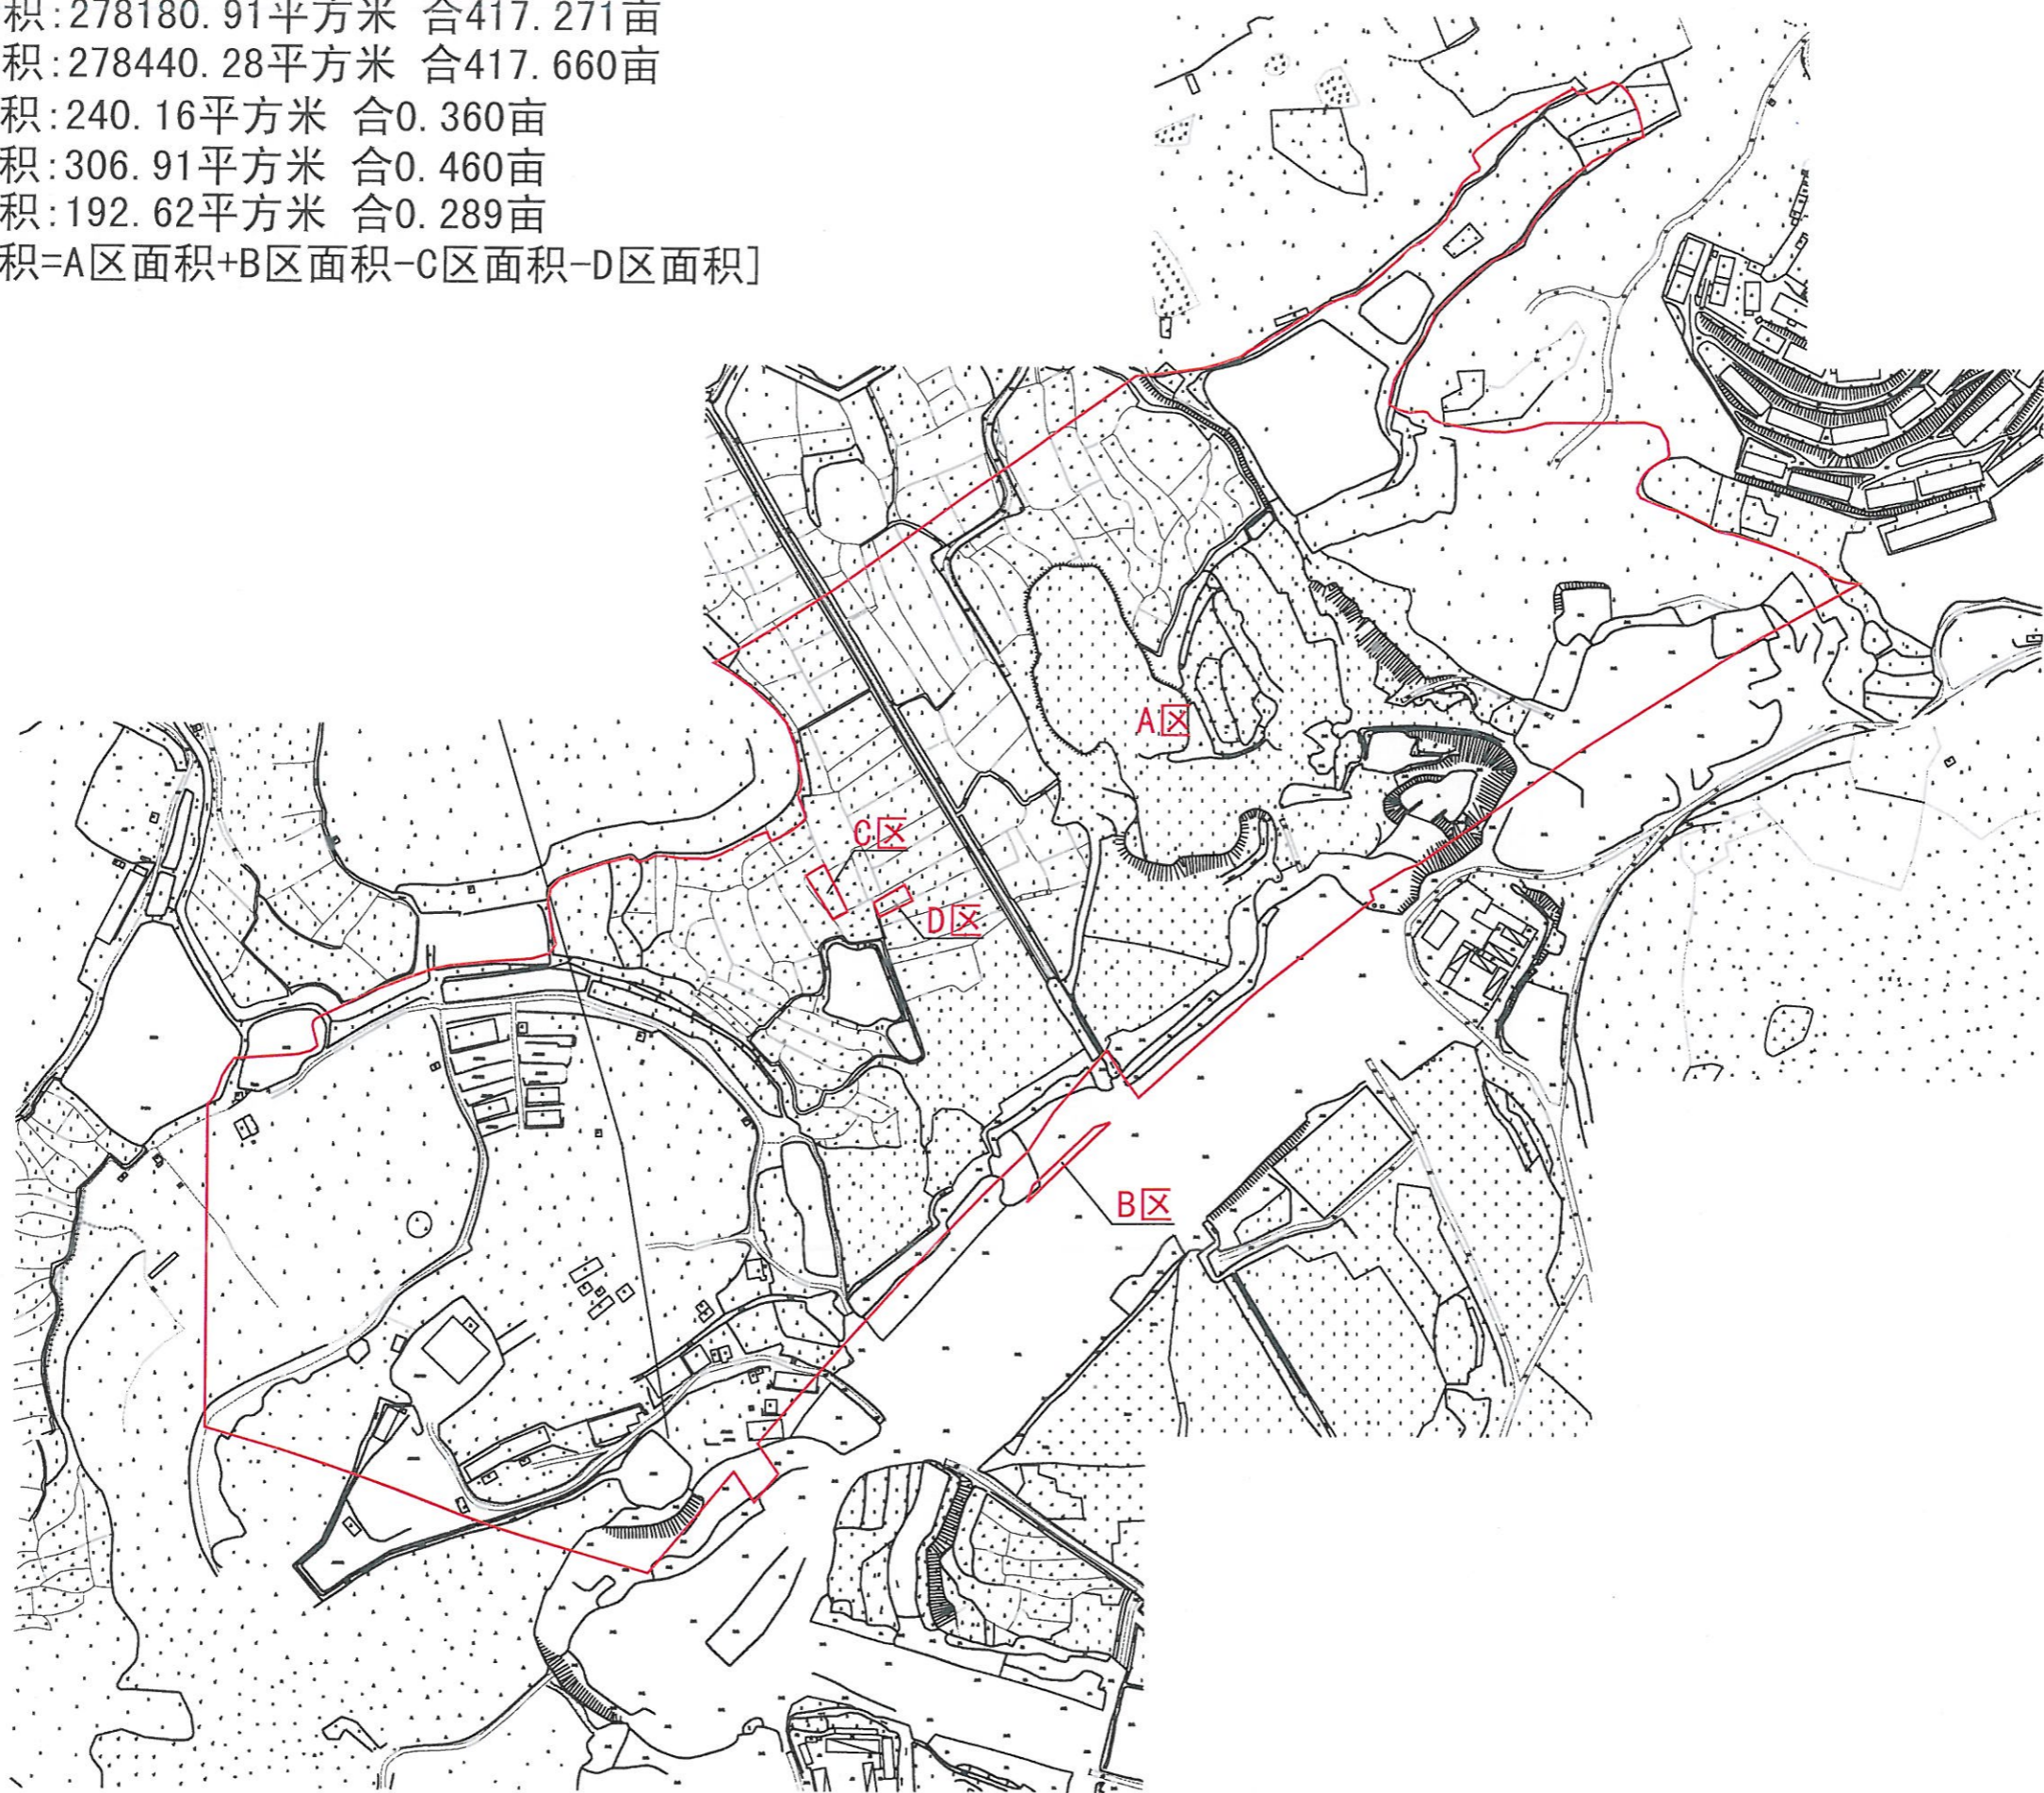 积:278180.91平方米 合417.271亩
积:278440.28平方米 合417.660亩
积:240.16平方米 合0.360亩
积:306.91平方米 合0.460亩
积:192.62平方米 合0.289亩
积=A区面积+B区面积-C区面积-D区面积]
A区
C区
D区
B区